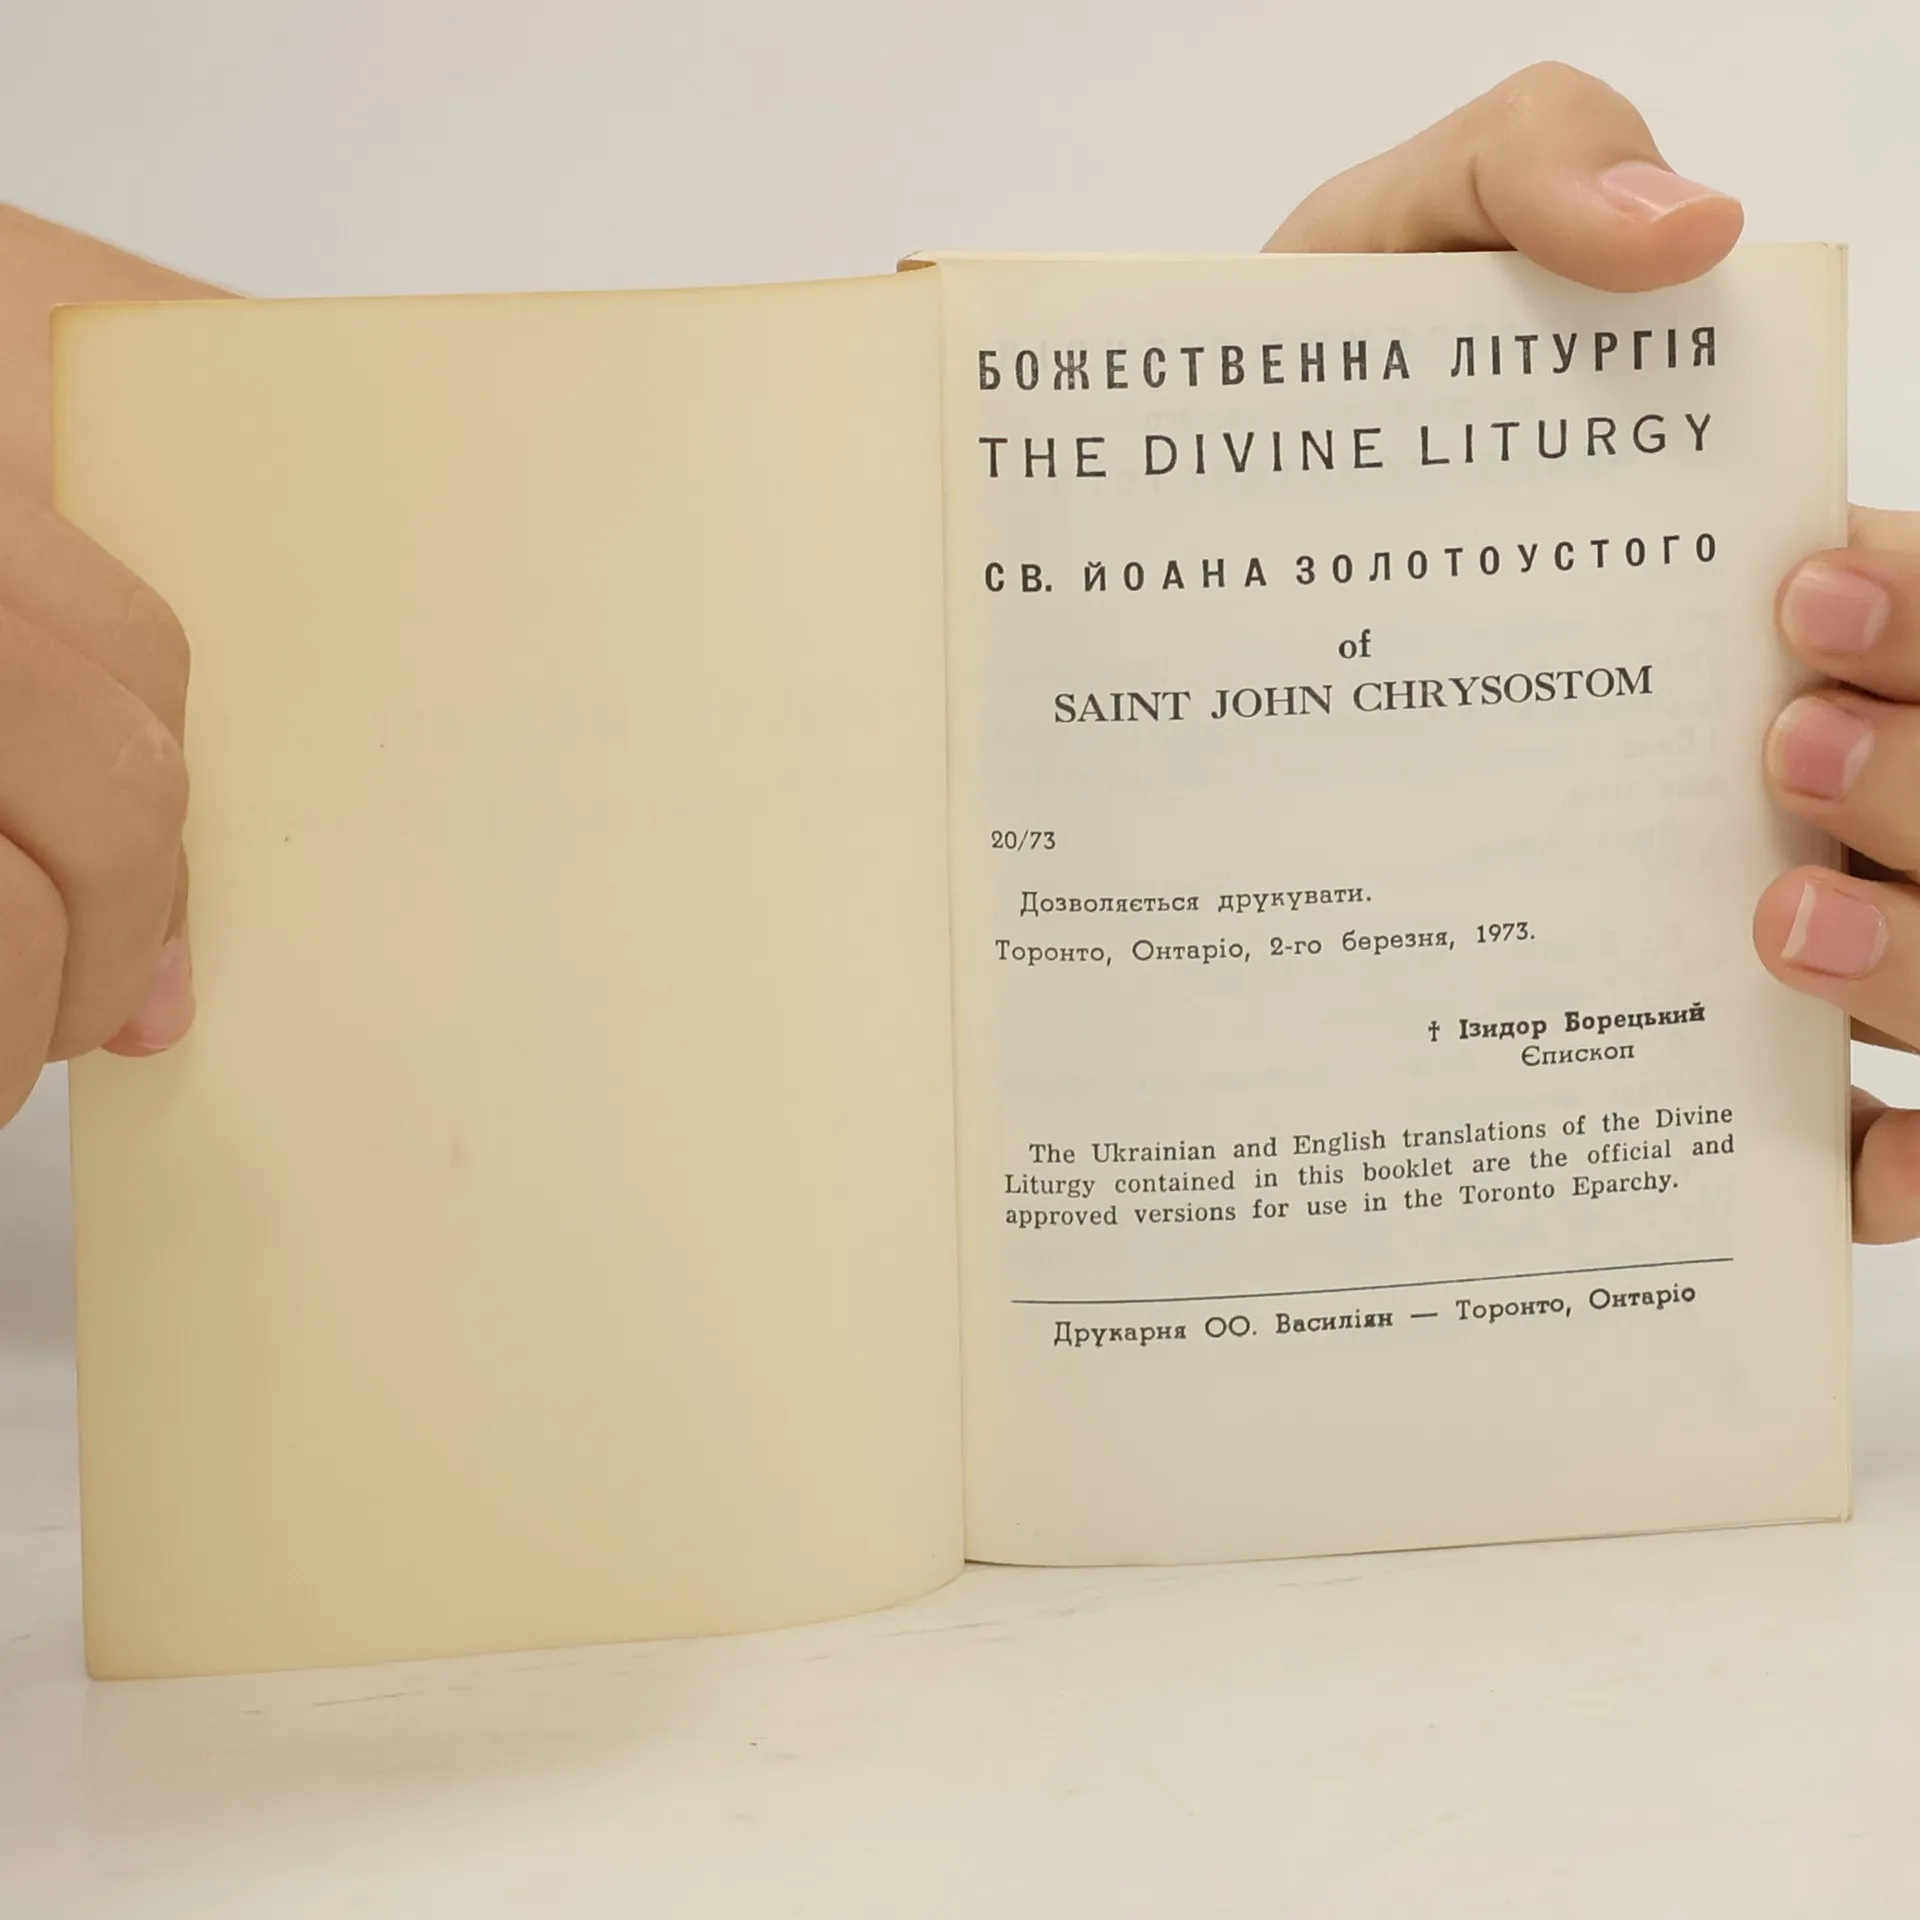 БОЖЕСТВЕННА ЛІТУРГІЯ
THE DIVINE LITURGY
СВ. ЙОАНА ЗОЛОТОУСТОГО
of
SAINT JOHN CHRYSOSTOM
20/73
Дозволяється друкувати.
Торонто, Онтаріо, 2-го березня, 1973.
† Ізидор Борецький
Єпископ
The Ukrainian and English translations of the Divine
Liturgy contained in this booklet are the official and
approved versions for use in the Toronto Eparchy.
Друкарня ОО. Василіян — Торонто, Онтаріо